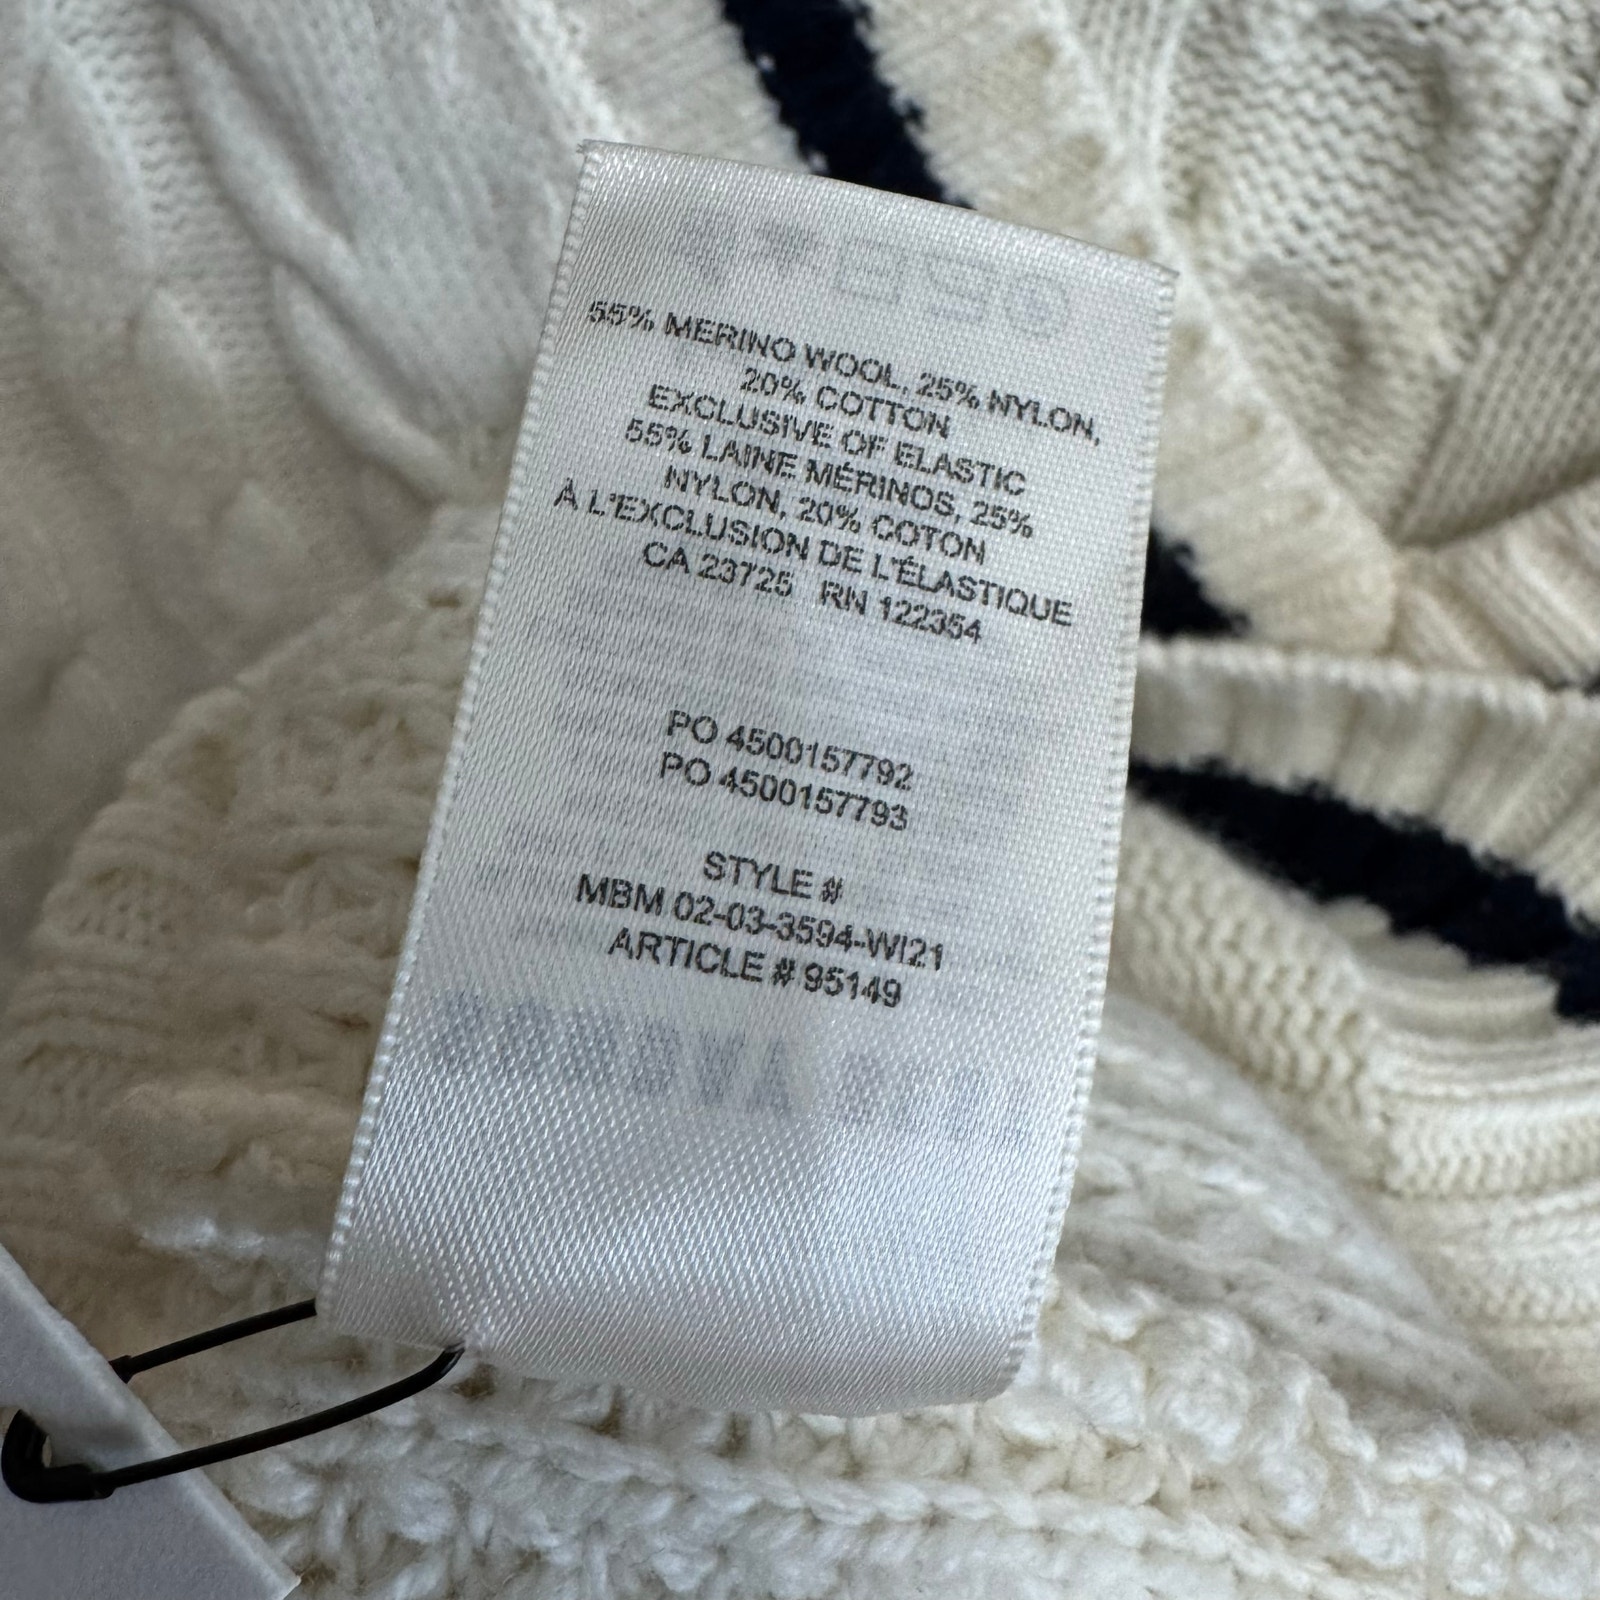 55% MERINO WOOL, 25% NYLON,
20% COTTON
EXCLUSIVE OF ELASTIC
55% LAINE MÉRINOS, 25%
NYLON, 20% COTON
À L'EXCLUSION DE L'ÉLASTIQUE
CA 23725 RN 122354
PO 4500157792
PO 4500157793
STYLE #
MBM 02-03-3594-WI21
ARTICLE # 95149